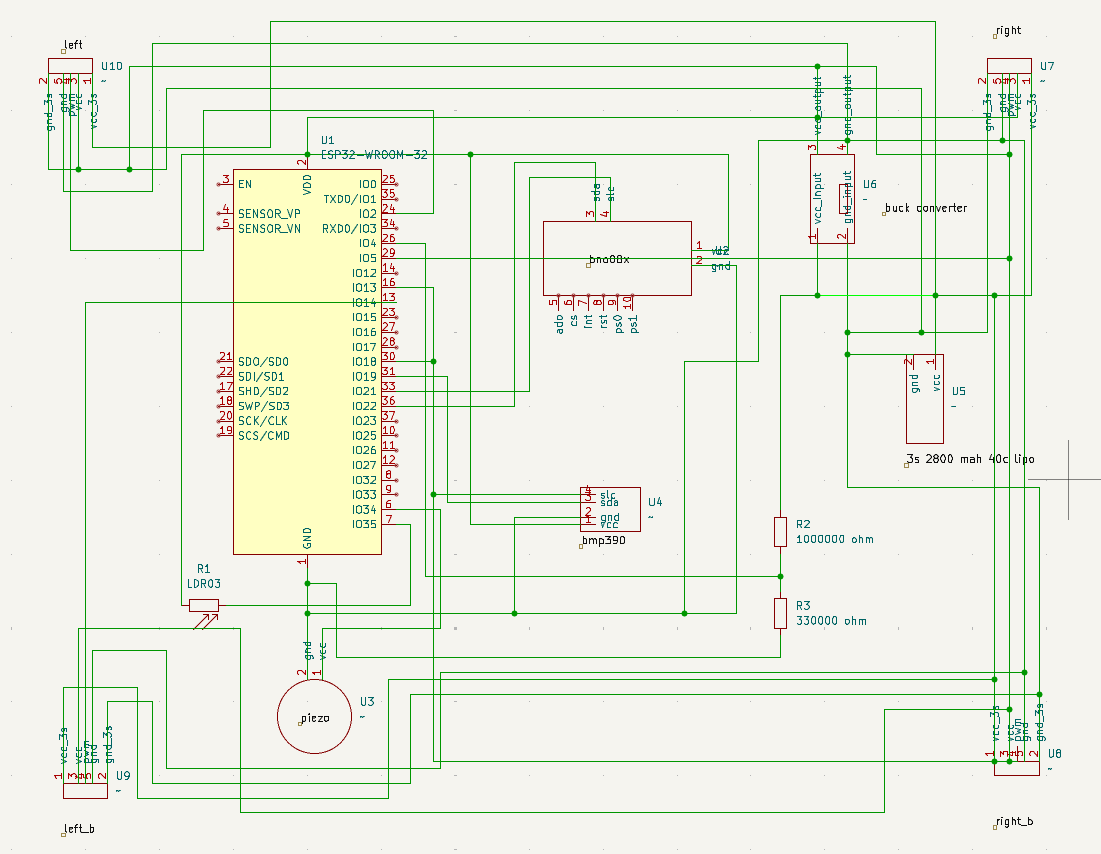 left
U10
~
2
5
4
3
1
gnd_3s
gnd
pwm
vcc
vcc_3s
right
U7
~
2
5
4
3
1
gnd_3s
gnd
pwm
vcc
vcc_3s
U1
ESP32-WROOM-32
2
VDD
3
EN
4
SENSOR_VP
5
SENSOR_VN
21
SDO/SD0
22
SDI/SD1
17
SHD/SD2
18
SWP/SD3
20
SCK/CLK
19
SCS/CMD
IO0
25
TXD0/IO1
35
IO2
24
RXD0/IO3
34
IO4
26
IO5
29
IO12
14
IO13
16
IO14
13
IO15
23
IO16
27
IO17
28
IO18
30
IO19
31
IO21
33
IO22
36
IO23
37
IO25
10
IO26
11
IO27
12
IO32
8
IO33
9
IO34
6
IO35
7
GND
1
sda
slc
3
4
bno08x
1
2
U2
gnd
5
6
7
8
9
10
ado
cs
int
rst
ps0
ps1
vcc_output
gnd_output
3
4
vcc_input
gnd_input
1
2
U6
~
buck converter
2
1
gnd
vcc
U5
~
3s 2800 mah 40c lipo
4
3
2
1
slc
sda
gnd
vcc
U4
~
bmp390
R2
1000000 ohm
R3
330000 ohm
R1
LDR03
gnd
vcc
2
1
piezo
U3
~
vcc_3s
vcc
pwm
gnd
gnd_3s
1
3
4
5
2
U9
~
left_b
vcc_3s
vcc
pwm
gnd
gnd_3s
1
3
4
5
2
U8
~
right_b